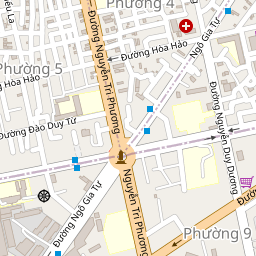 Phường 4
Đường Hòa Hảo
Phường 5
Hòa Hảo
Đường Nguyễn Tri Phương
Ngô Gia Tự
Đường Đào Duy Từ
Đường Nguyễn Duy Dương
Đường Ngô Gia Tự
Nguyễn Tri Phương
Phường 9